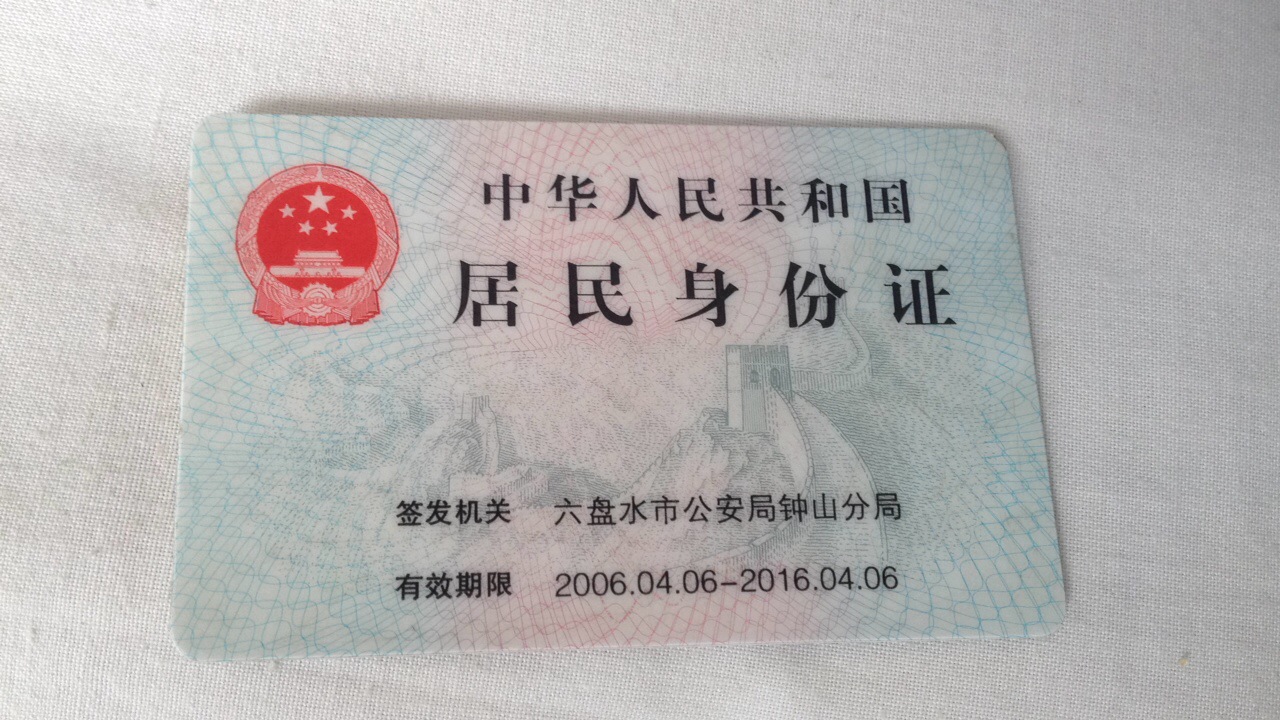 中华人民共和国
居民身份证
签发机关 六盘水市公安局钟山分局
有效期限 2006.04.06-2016.04.06